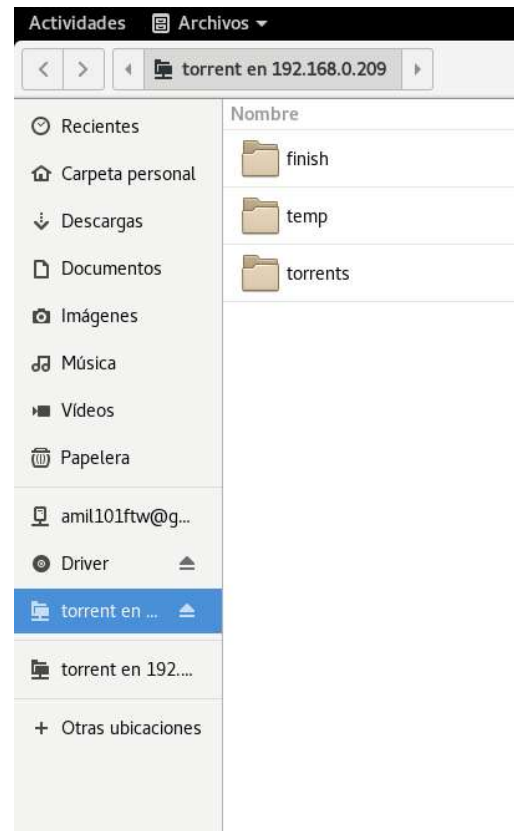 Actividades Archivos
torrent en 192.168.0.209
Recientes
Carpeta personal
Descargas
Documentos
Imágenes
Música
Vídeos
Papelera
amil101ftw@g...
Driver
torrent en ...
torrent en 192....
+ Otras ubicaciones
Nombre
finish
temp
torrents